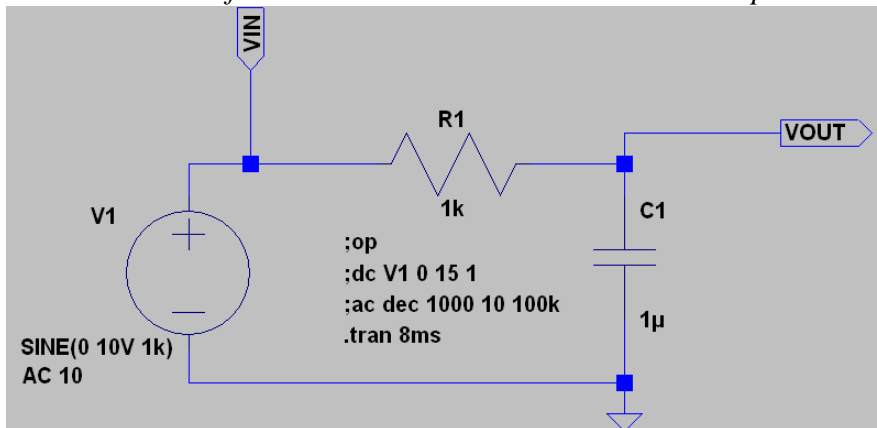 VIN
R1
VOUT
1k
C1
V1
;op
;dc V1 0 15 1
;ac dec 1000 10 100k
.tran 8ms
1µ
SINE(0 10V 1k)
AC 10